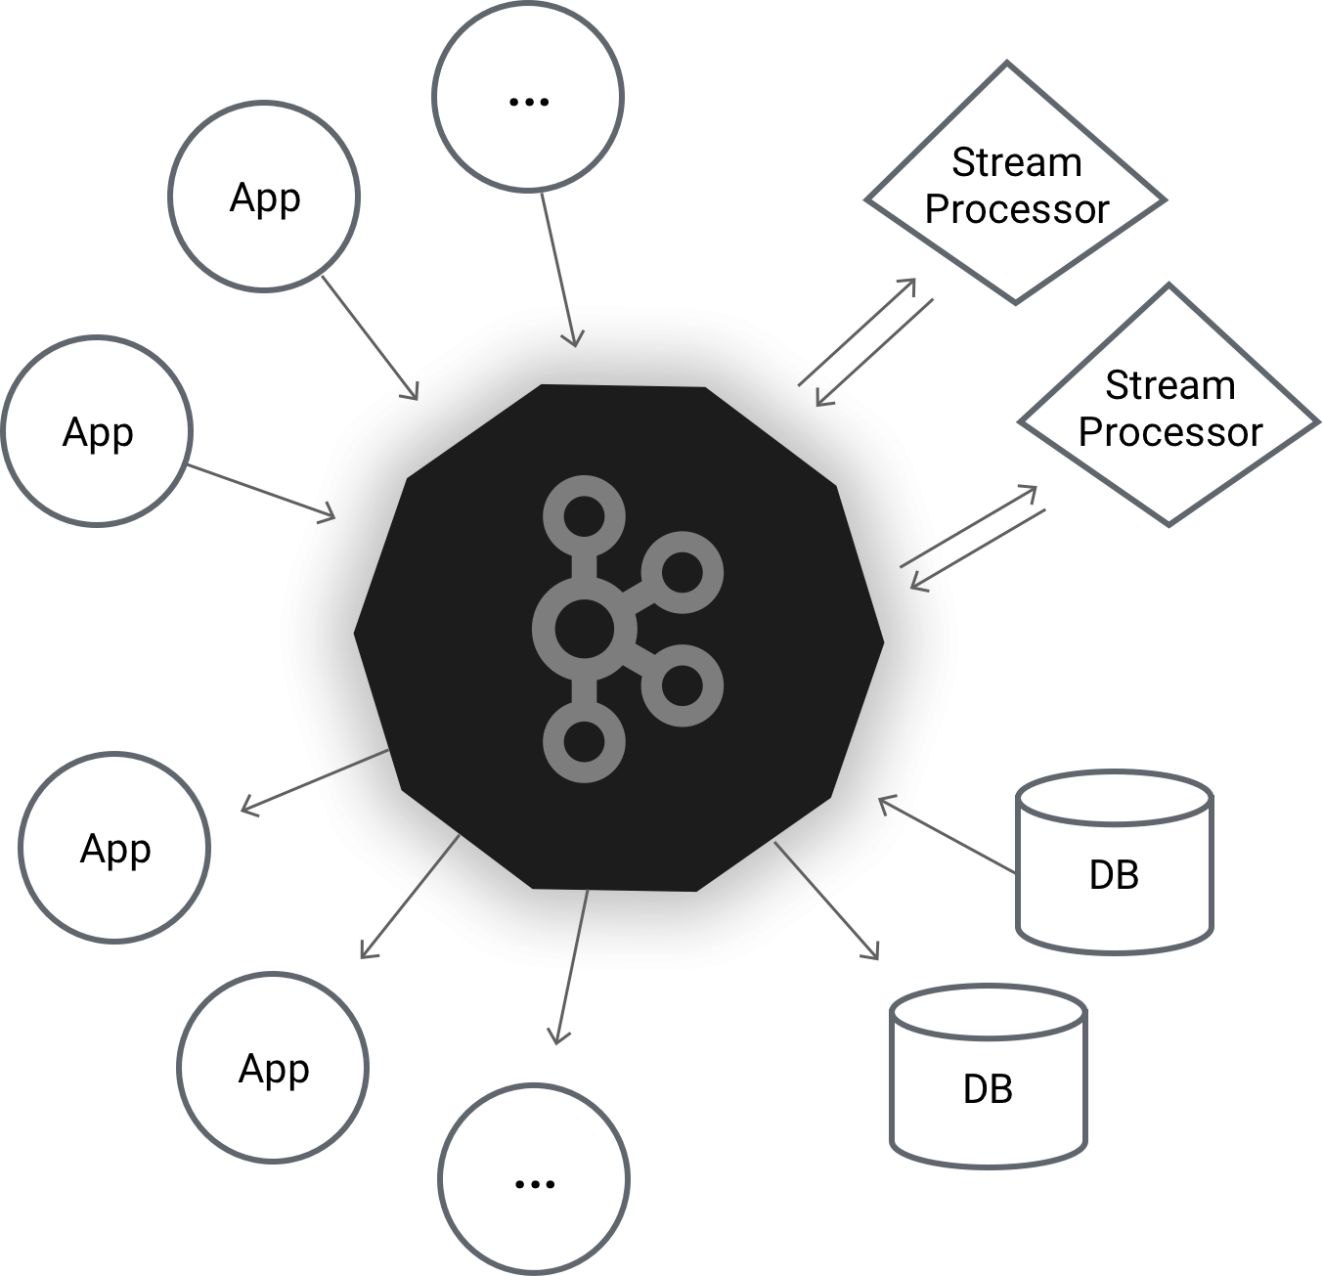 ...
App
Stream
Processor
App
Stream
Processor
App
DB
App
DB
...